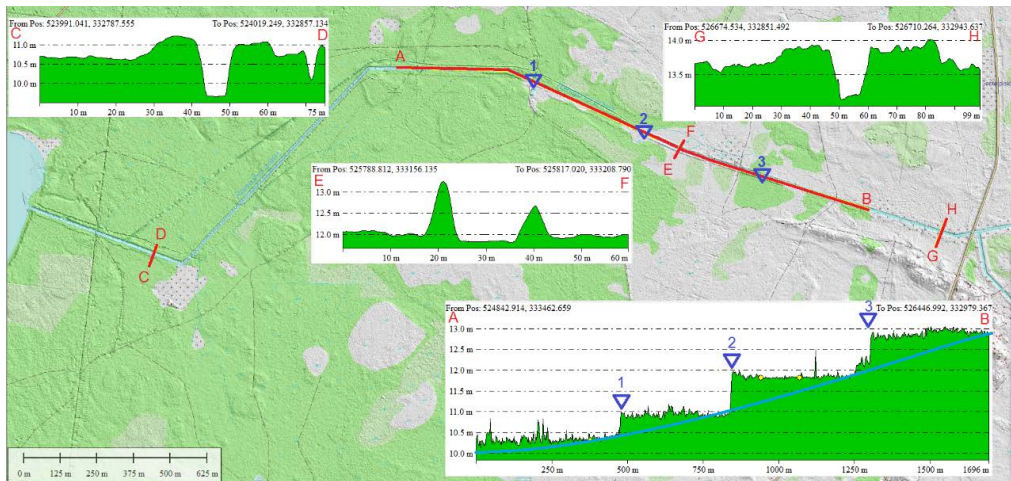 From Pos: 523991.041, 332787.555 To Pos: 524019.249, 332857.134
C D
11.0 m
10.5 m
10.0 m
10 m 20 m 30 m 40 m 50 m 60 m 75 m
From Pos: 526674.534, 332851.492 To Pos: 526710.264, 332943.637
G H
14.0 m
13.5 m
10 m 20 m 30 m 40 m 50 m 60 m 70 m 80 m 99 m
A
1
2
F
E
3
B
H
G
D
C
From Pos: 525788.812, 333156.135 To Pos: 525817.020, 333208.790
E F
13.0 m
12.5 m
12.0 m
10 m 20 m 30 m 40 m 50 m 60 m
From Pos: 524842.914, 333462.659 To Pos: 526446.992, 332979.367
A 3 B
13.0 m
12.5 m
12.0 m
11.5 m
11.0 m
10.5 m
10.0 m
2
1
250 m 500 m 750 m 1000 m 1250 m 1500 m 1696 m
0 m 125 m 250 m 375 m 500 m 625 m